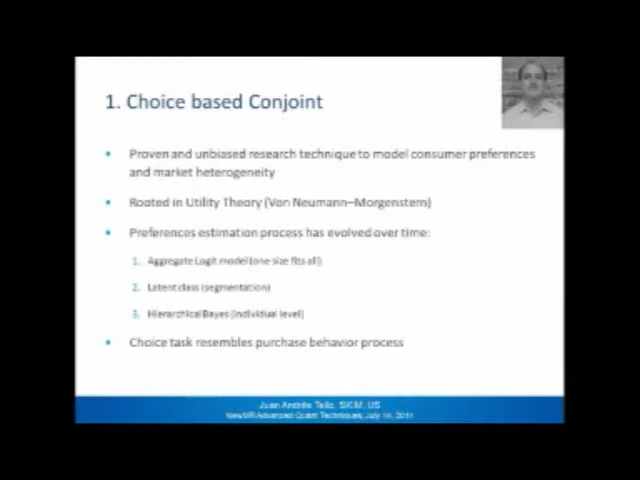 1. Choice based Conjoint
• Proven and unbiased research technique to model consumer preferences
and market heterogeneity
• Rooted in Utility Theory (Von Neumann–Morgenstern)
• Preferences estimation process has evolved over time:
1. Aggregate Logit model (one size fits all)
2. Latent class (segmentation)
3. Hierarchical Bayes (individual level)
• Choice task resembles purchase behavior process
Juan Andrés Tello, SKIM, US
NewMR Advanced Quant Techniques, July 14, 2011